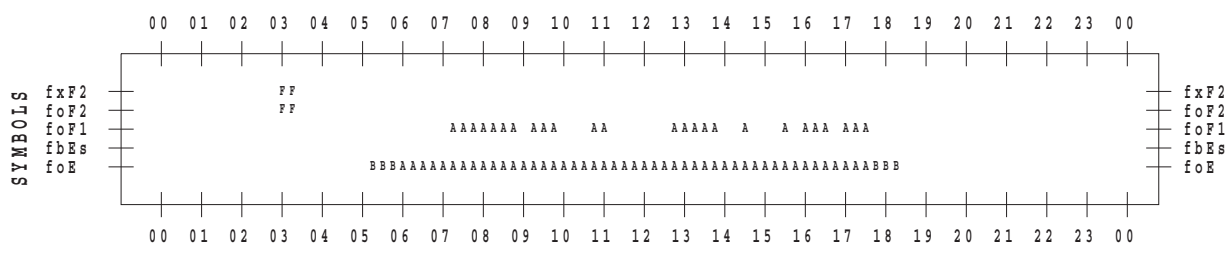 00 01 02 03 04 05 06 07 08 09 10 11 12 13 14 15 16 17 18 19 20 21 22 23 00
SYMBOLS
fxF2 FF fxF2
foF2 FF foF2
foF1 AAAAAAA AAA AA AAAAA A A AAA AAA foF1
fbEs fbEs
foE BBBAAAAAAAAAAAAAAAAAAAAAAAAAAAAAAAAAAAAAAAAAAAAAAABBB foE
00 01 02 03 04 05 06 07 08 09 10 11 12 13 14 15 16 17 18 19 20 21 22 23 00